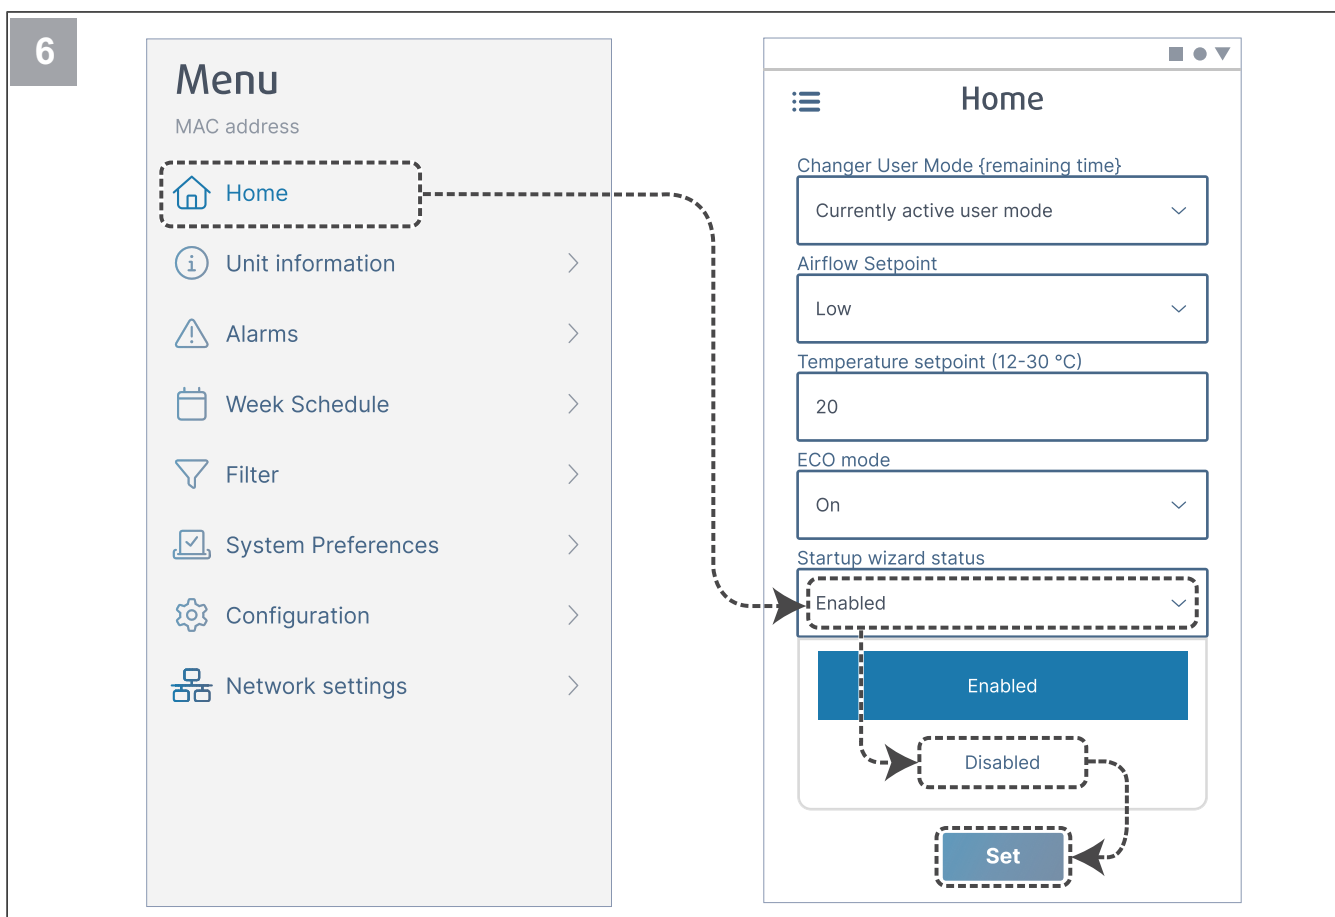 6
Menu
MAC address
Home
Unit information
Alarms
Week Schedule
Filter
System Preferences
Configuration
Network settings
Home
Changer User Mode {remaining time}
Currently active user mode
Airflow Setpoint
Low
Temperature setpoint (12-30 °C)
20
ECO mode
On
Startup wizard status
Enabled
Enabled
Disabled
Set